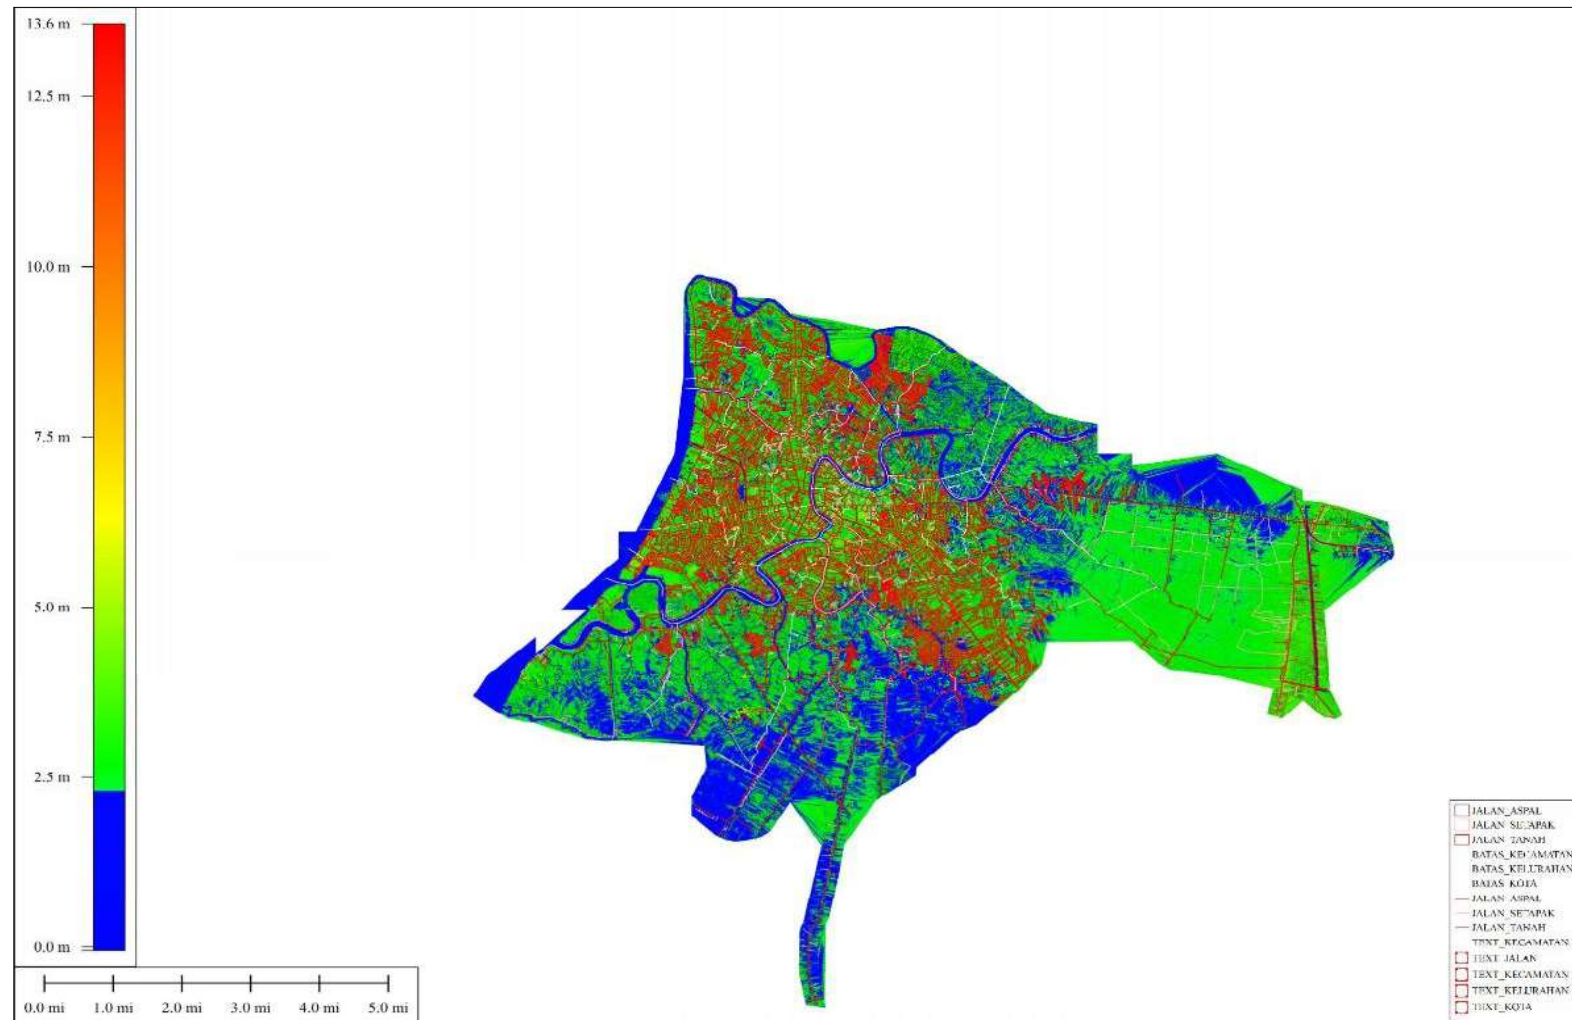 13.6 m
12.5 m
10.0 m
7.5 m
5.0 m
2.5 m
0.0 m
0.0 mi 1.0 mi 2.0 mi 3.0 mi 4.0 mi 5.0 mi
JALAN_ASPAL
JALAN_SETAPAK
JALAN_TANAH
BATAS_KECAMATAN
BATAS_KELURAHAN
BATAS_KOTA
JALAN_ASPAL
JALAN_SETAPAK
JALAN_TANAH
TEXT_KECAMATAN
TEXT_JALAN
TEXT_KECAMATAN
TEXT_KELURAHAN
TEXT_KOTA